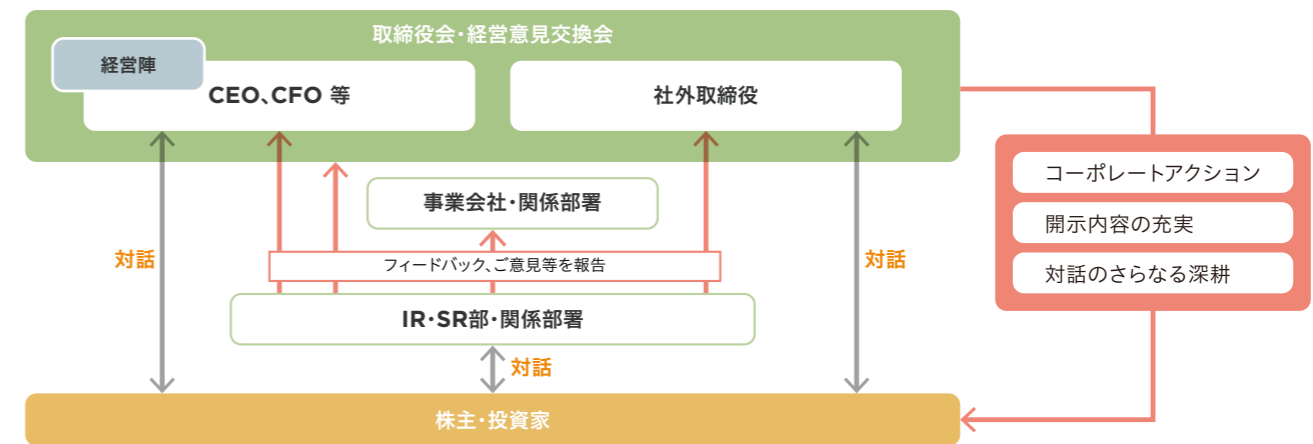 取締役会・経営意見交換会
経営陣
CEO、CFO 等
社外取締役
コーポレートアクション
開示内容の充実
対話のさらなる深耕
事業会社・関係部署
対話
フィードバック、ご意見等を報告
対話
IR・SR部・関係部署
対話
株主・投資家